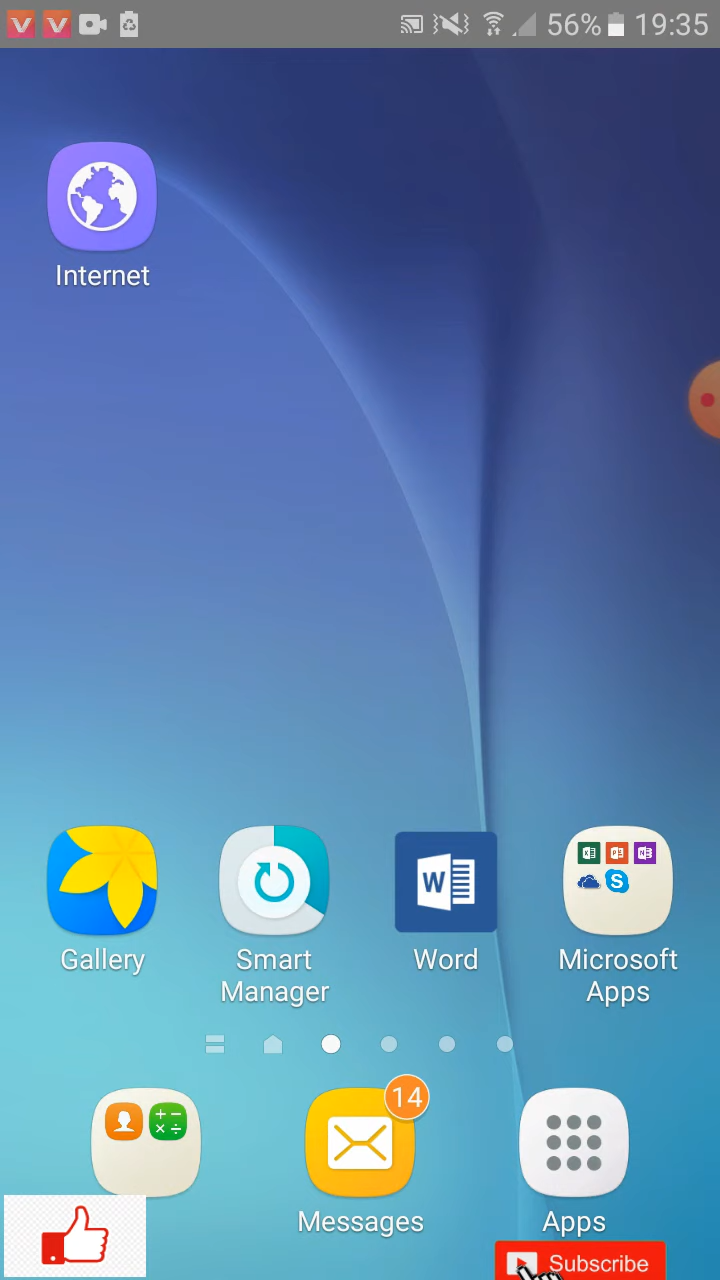 56% 19:35
Internet
Gallery
Smart
Manager
Word
Microsoft
Apps
14
Messages
Apps
Subscribe